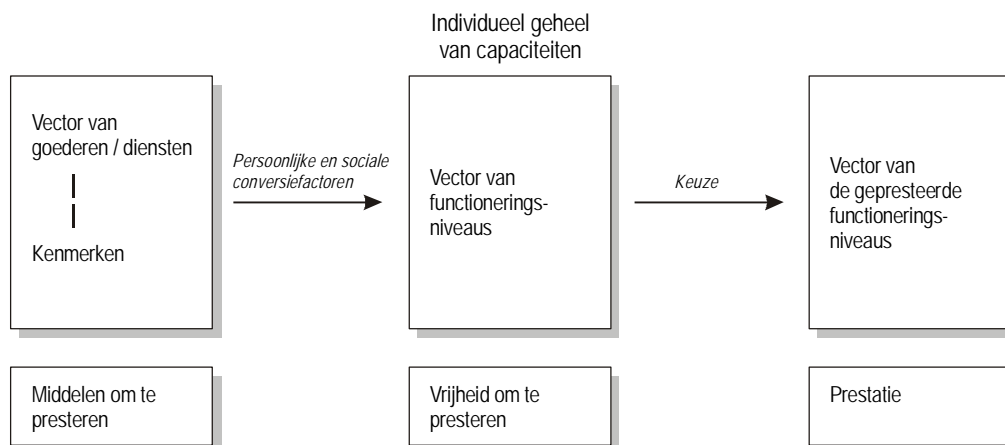 Individueel geheel
van capaciteiten
Vector van
goederen / diensten
Kenmerken
Persoonlijke en sociale
conversiefactoren
Vector van
functionerings-
niveaus
Keuze
Vector van
de gepresteerde
functionerings-
niveaus
Middelen om te
presteren
Vrijheid om te
presteren
Prestatie